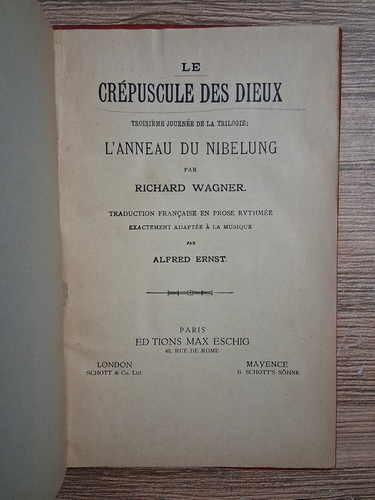 LE
CRÉPUSCULE DES DIEUX
TROISIÈME JOURNÉE DE LA TRILOGIE:
L'ANNEAU DU NIBELUNG
PAR
RICHARD WAGNER.
TRADUCTION FRANÇAISE EN PROSE RYTHMÉE
EXACTEMENT ADAPTÉE À LA MUSIQUE
PAR
ALFRED ERNST.
PARIS
ED TIONS MAX ESCHIG
48, RUE DE ROME
LONDON
SCHOTT & Co. Ltd.
MAYENCE
B. SCHOTT'S SÖHNE